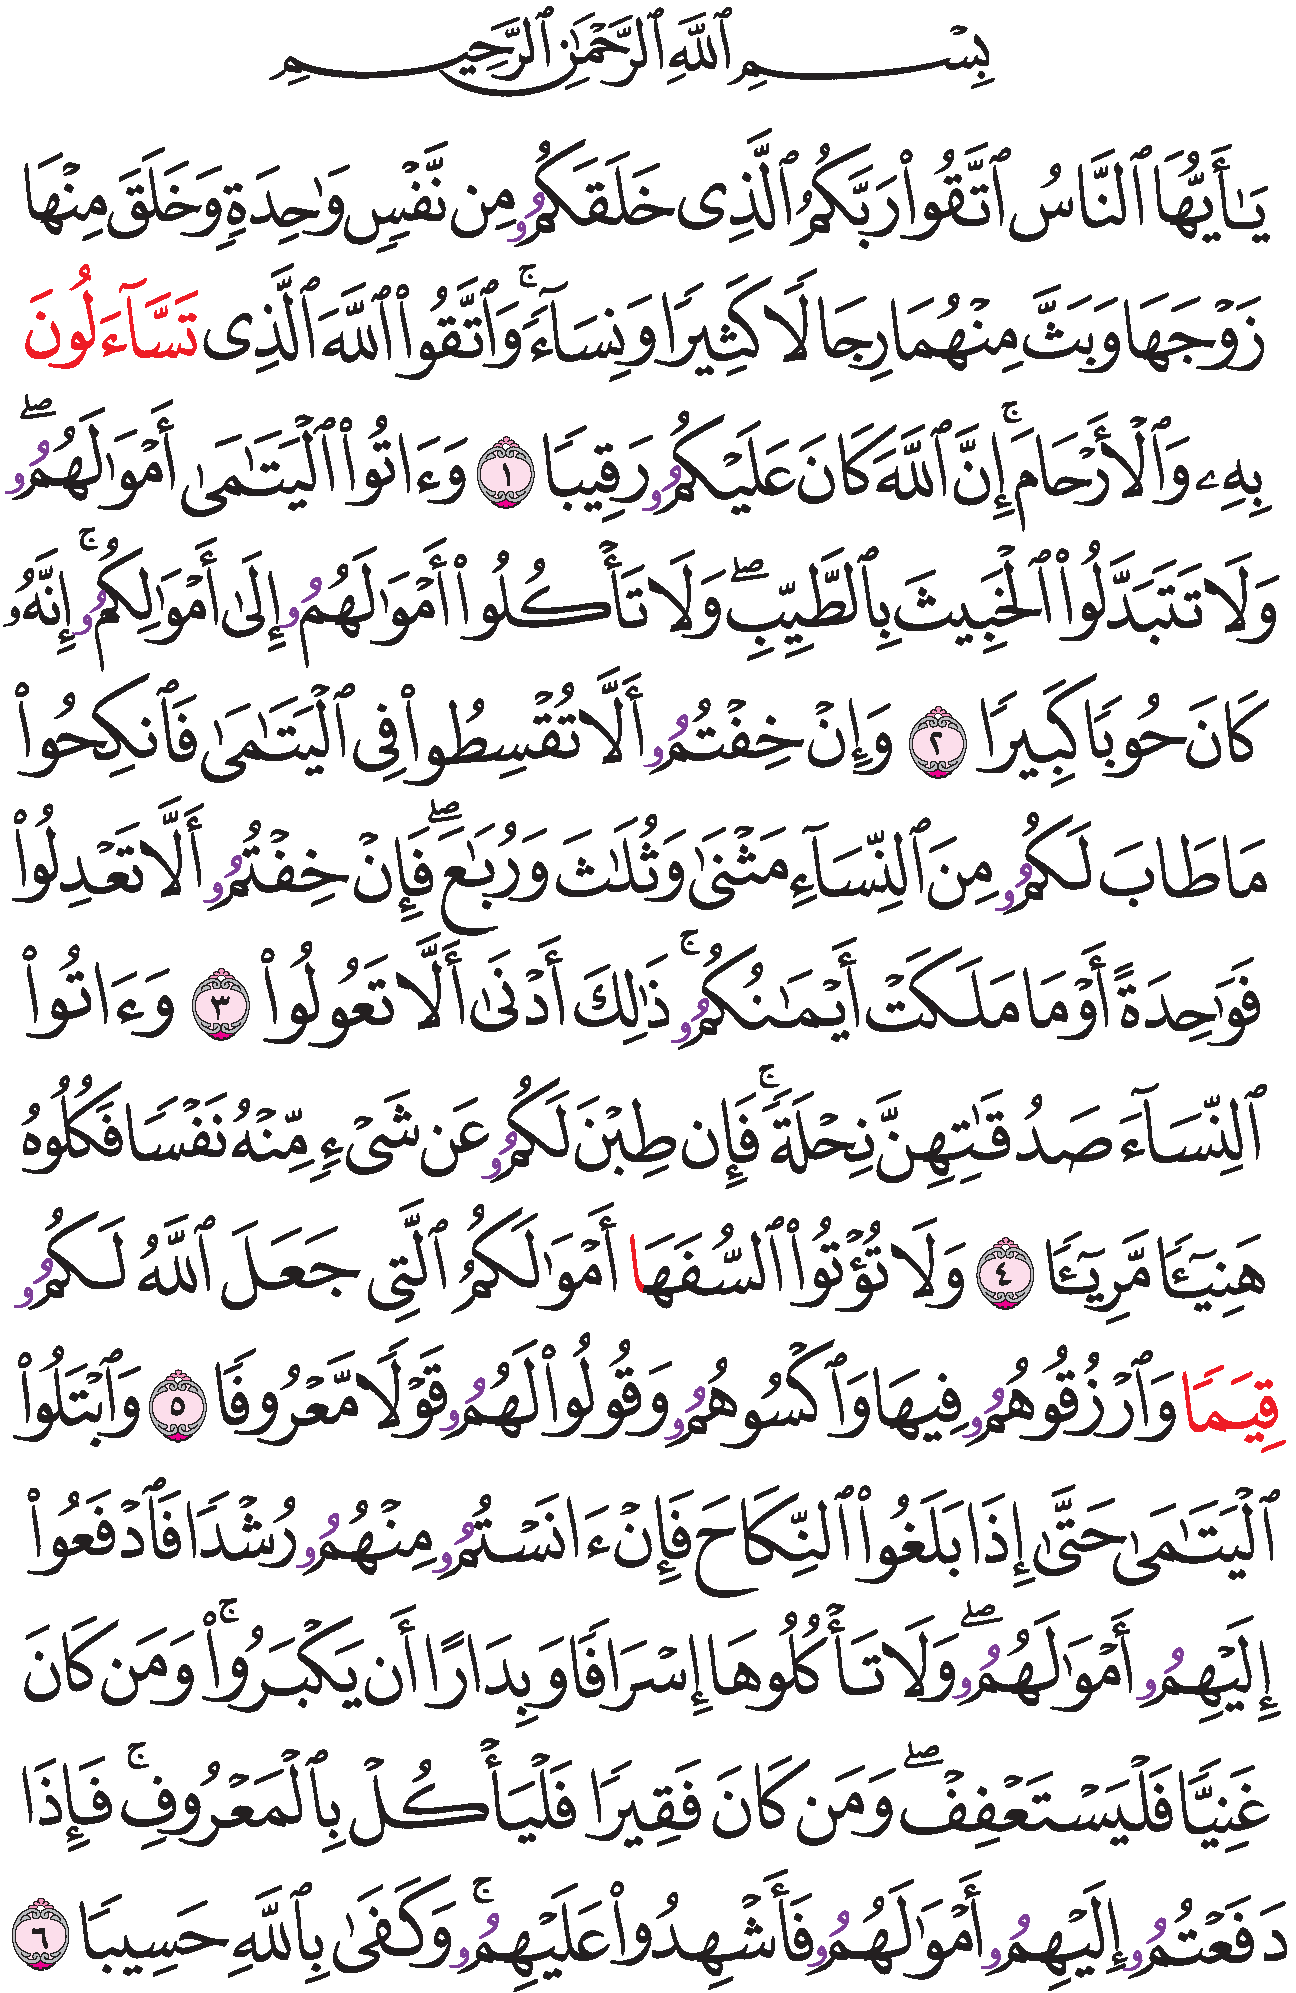 بِسْمِ ٱللَّهِ ٱلرَّحْمَٰنِ ٱلرَّحِيمِ
يَٰٓأَيُّهَا ٱلنَّاسُ ٱتَّقُوا۟ رَبَّكُمُ ٱلَّذِى خَلَقَكُمُۥ مِن نَّفْسٍ وَٰحِدَةٍ وَخَلَقَ مِنْهَا
زَوْجَهَا وَبَثَّ مِنْهُمَا رِجَالًا كَثِيرًا وَنِسَآءً ۚ وَٱتَّقُوا۟ ٱللَّهَ ٱلَّذِى تَسَّآءَلُونَ
بِهِۦ وَٱلْأَرْحَامَ ۚ إِنَّ ٱللَّهَ كَانَ عَلَيْكُمُۥ رَقِيبًا ١ وَءَاتُوا۟ ٱلْيَتَٰمَىٰ أَمْوَٰلَهُمُۥ ۖ
وَلَا تَتَبَدَّلُوا۟ ٱلْخَبِيثَ بِٱلطَّيِّبِ ۖ وَلَا تَأْكُلُوا۟ أَمْوَٰلَهُمُۥ إِلَىٰ أَمْوَٰلِكُمُۥ ۚ إِنَّهُۥ
كَانَ حُوبًا كَبِيرًا ٢ وَإِنْ خِفْتُمُۥ أَلَّا تُقْسِطُوا۟ فِى ٱلْيَتَٰمَىٰ فَٱنكِحُوا۟
مَا طَابَ لَكُمُۥ مِنَ ٱلنِّسَآءِ مَثْنَىٰ وَثُلَٰثَ وَرُبَٰعَ ۖ فَإِنْ خِفْتُمُۥ أَلَّا تَعْدِلُوا۟
فَوَٰحِدَةً أَوْ مَا مَلَكَتْ أَيْمَٰنُكُمُۥ ۚ ذَٰلِكَ أَدْنَىٰ أَلَّا تَعُولُوا۟ ٣ وَءَاتُوا۟
ٱلنِّسَآءَ صَدُقَٰتِهِنَّ نِحْلَةً ۚ فَإِن طِبْنَ لَكُمُۥ عَن شَىْءٍ مِّنْهُ نَفْسًا فَكُلُوهُ
هَنِيٓـًٔا مَّرِيٓـًٔا ٤ وَلَا تُؤْتُوا۟ ٱلسُّفَهَا أَمْوَٰلَكُمُ ٱلَّتِى جَعَلَ ٱللَّهُ لَكُمُۥ
قِيَمًا وَٱرْزُقُوهُمُۥ فِيهَا وَٱكْسُوهُمُۥ وَقُولُوا۟ لَهُمُۥ قَوْلًا مَّعْرُوفًا ٥ وَٱبْتَلُوا۟
ٱلْيَتَٰمَىٰ حَتَّىٰ إِذَا بَلَغُوا۟ ٱلنِّكَاحَ فَإِنْ ءَانَسْتُمُۥ مِنْهُمُۥ رُشْدًا فَٱدْفَعُوا۟
إِلَيْهِمُۥ أَمْوَٰلَهُمُۥ ۖ وَلَا تَأْكُلُوهَا إِسْرَافًا وَبِدَارًا أَن يَكْبَرُوا۟ ۚ وَمَن كَانَ
غَنِيًّا فَلْيَسْتَعْفِفْ ۖ وَمَن كَانَ فَقِيرًا فَلْيَأْكُلْ بِٱلْمَعْرُوفِ ۚ فَإِذَا
دَفَعْتُمُۥ إِلَيْهِمُۥ أَمْوَٰلَهُمُۥ فَأَشْهِدُوا۟ عَلَيْهِمُۥ ۚ وَكَفَىٰ بِٱللَّهِ حَسِيبًا ٦